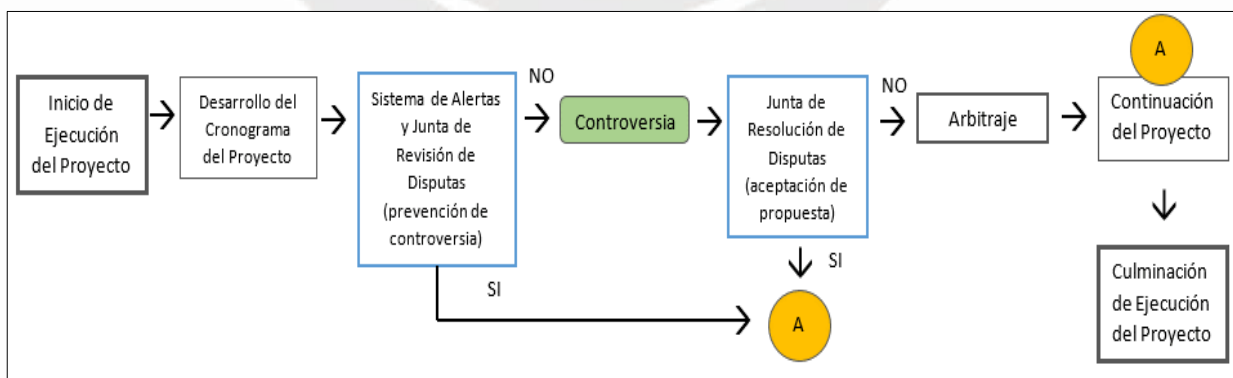 Inicio de
Ejecución
del Proyecto
Desarrollo del
Cronograma
del Proyecto
Sistema de Alertas
y Junta de
Revisión de
Disputas
(prevención de
controversia)
NO
SI
Controversia
Junta de
Resolución de
Disputas
(aceptación de
propuesta)
NO
SI
A
Arbitraje
A
Continuación
del Proyecto
Culminación
de Ejecución
del Proyecto